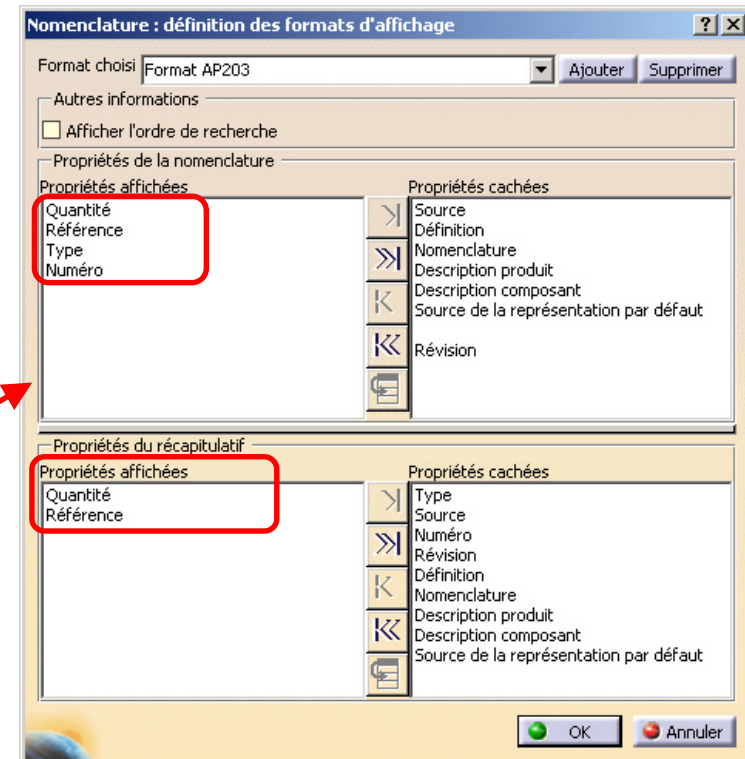 Nomenclature : définition des formats d'affichage
Format choisi Format AP203 Ajouter Supprimer
Autres informations
Afficher l'ordre de recherche
Propriétés de la nomenclature
Propriétés affichées
Quantité
Référence
Type
Numéro
Propriétés cachées
Source
Définition
Nomenclature
Description produit
Description composant
Source de la représentation par défaut
Révision
Propriétés du récapitulatif
Propriétés affichées
Quantité
Référence
Propriétés cachées
Type
Source
Numéro
Révision
Définition
Nomenclature
Description produit
Description composant
Source de la représentation par défaut
OK Annuler